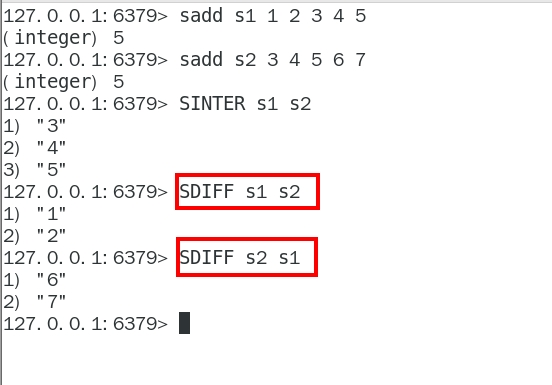 127.0.0.1:6379> sadd s1 1 2 3 4 5
(integer) 5
127.0.0.1:6379> sadd s2 3 4 5 6 7
(integer) 5
127.0.0.1:6379> SINTER s1 s2
1) "3"
2) "4"
3) "5"
127.0.0.1:6379> SDIFF s1 s2
1) "1"
2) "2"
127.0.0.1:6379> SDIFF s2 s1
1) "6"
2) "7"
127.0.0.1:6379>